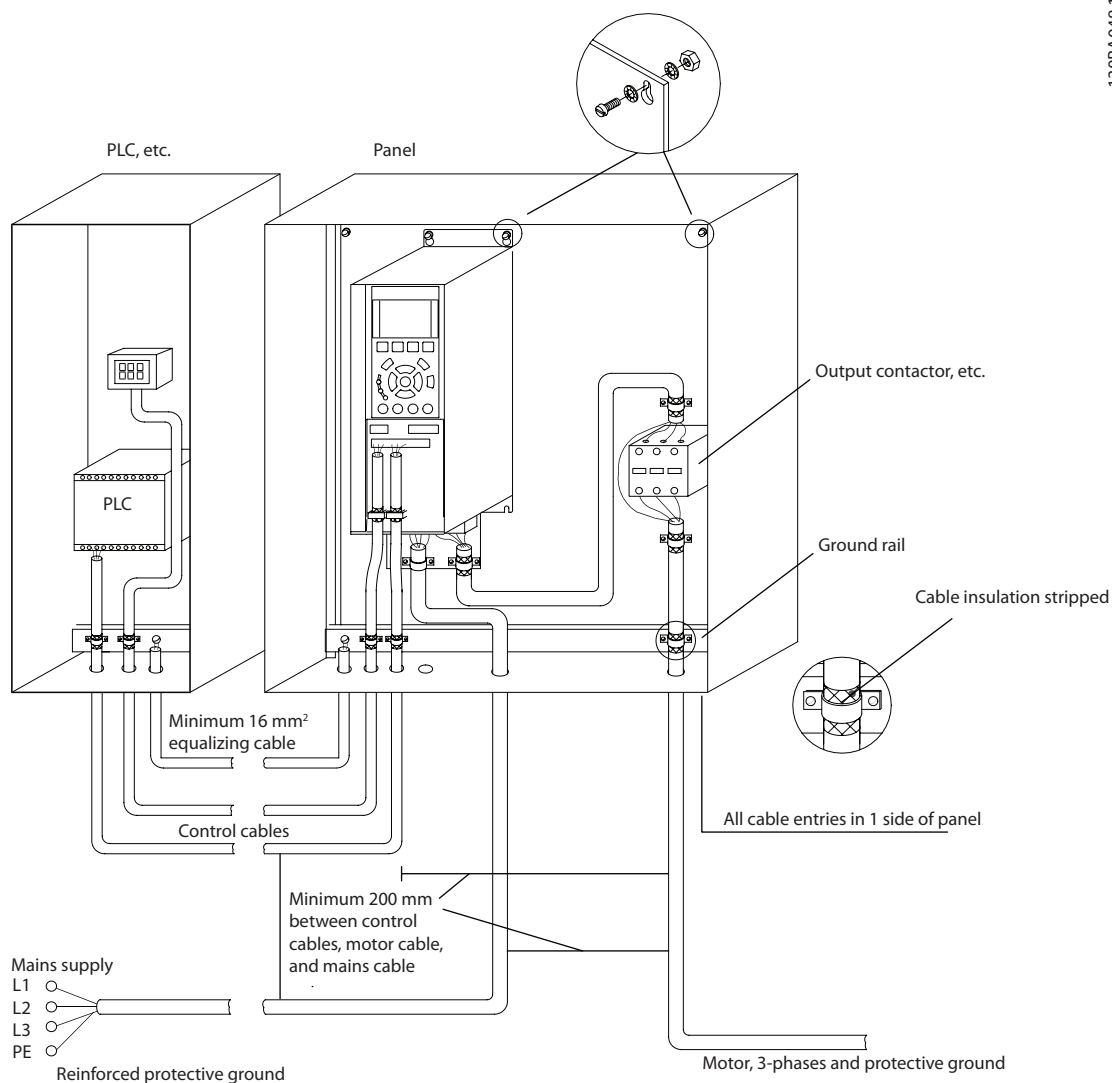 PLC, etc.
Panel
Output contactor, etc.
PLC
Ground rail
Cable insulation stripped
Minimum 16 mm²
equalizing cable
All cable entries in 1 side of panel
Control cables
Minimum 200 mm
between control
cables, motor cable,
and mains cable
Mains supply
L1
L2
L3
PE
Reinforced protective ground
Motor, 3-phases and protective ground